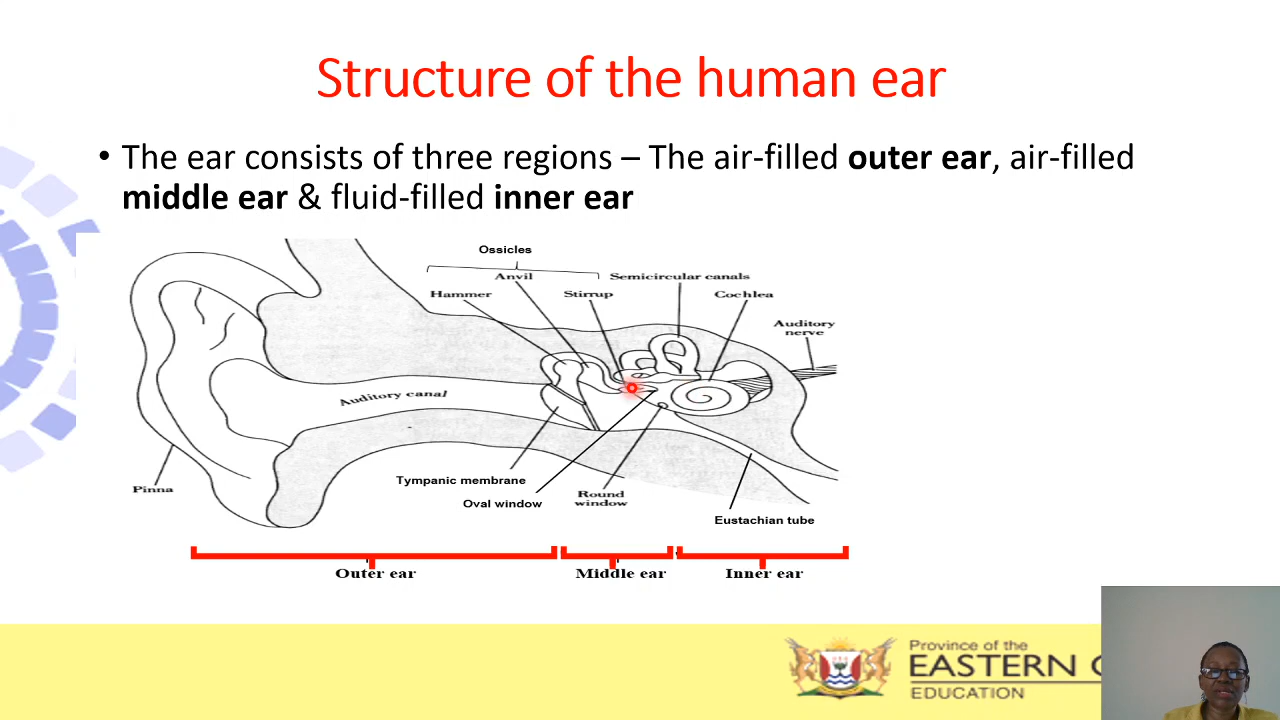 Structure of the human ear
• The ear consists of three regions – The air-filled outer ear, air-filled
middle ear & fluid-filled inner ear
Ossicles
Anvil
Semicircular canals
Hammer
Stirrup
Cochlea
Auditory
nerve
Auditory canal
Tympanic membrane
Pinna
Oval window
Round
window
Eustachian tube
Outer ear
Middle ear
Inner ear
Province of the
EASTERN C
EDUCATION